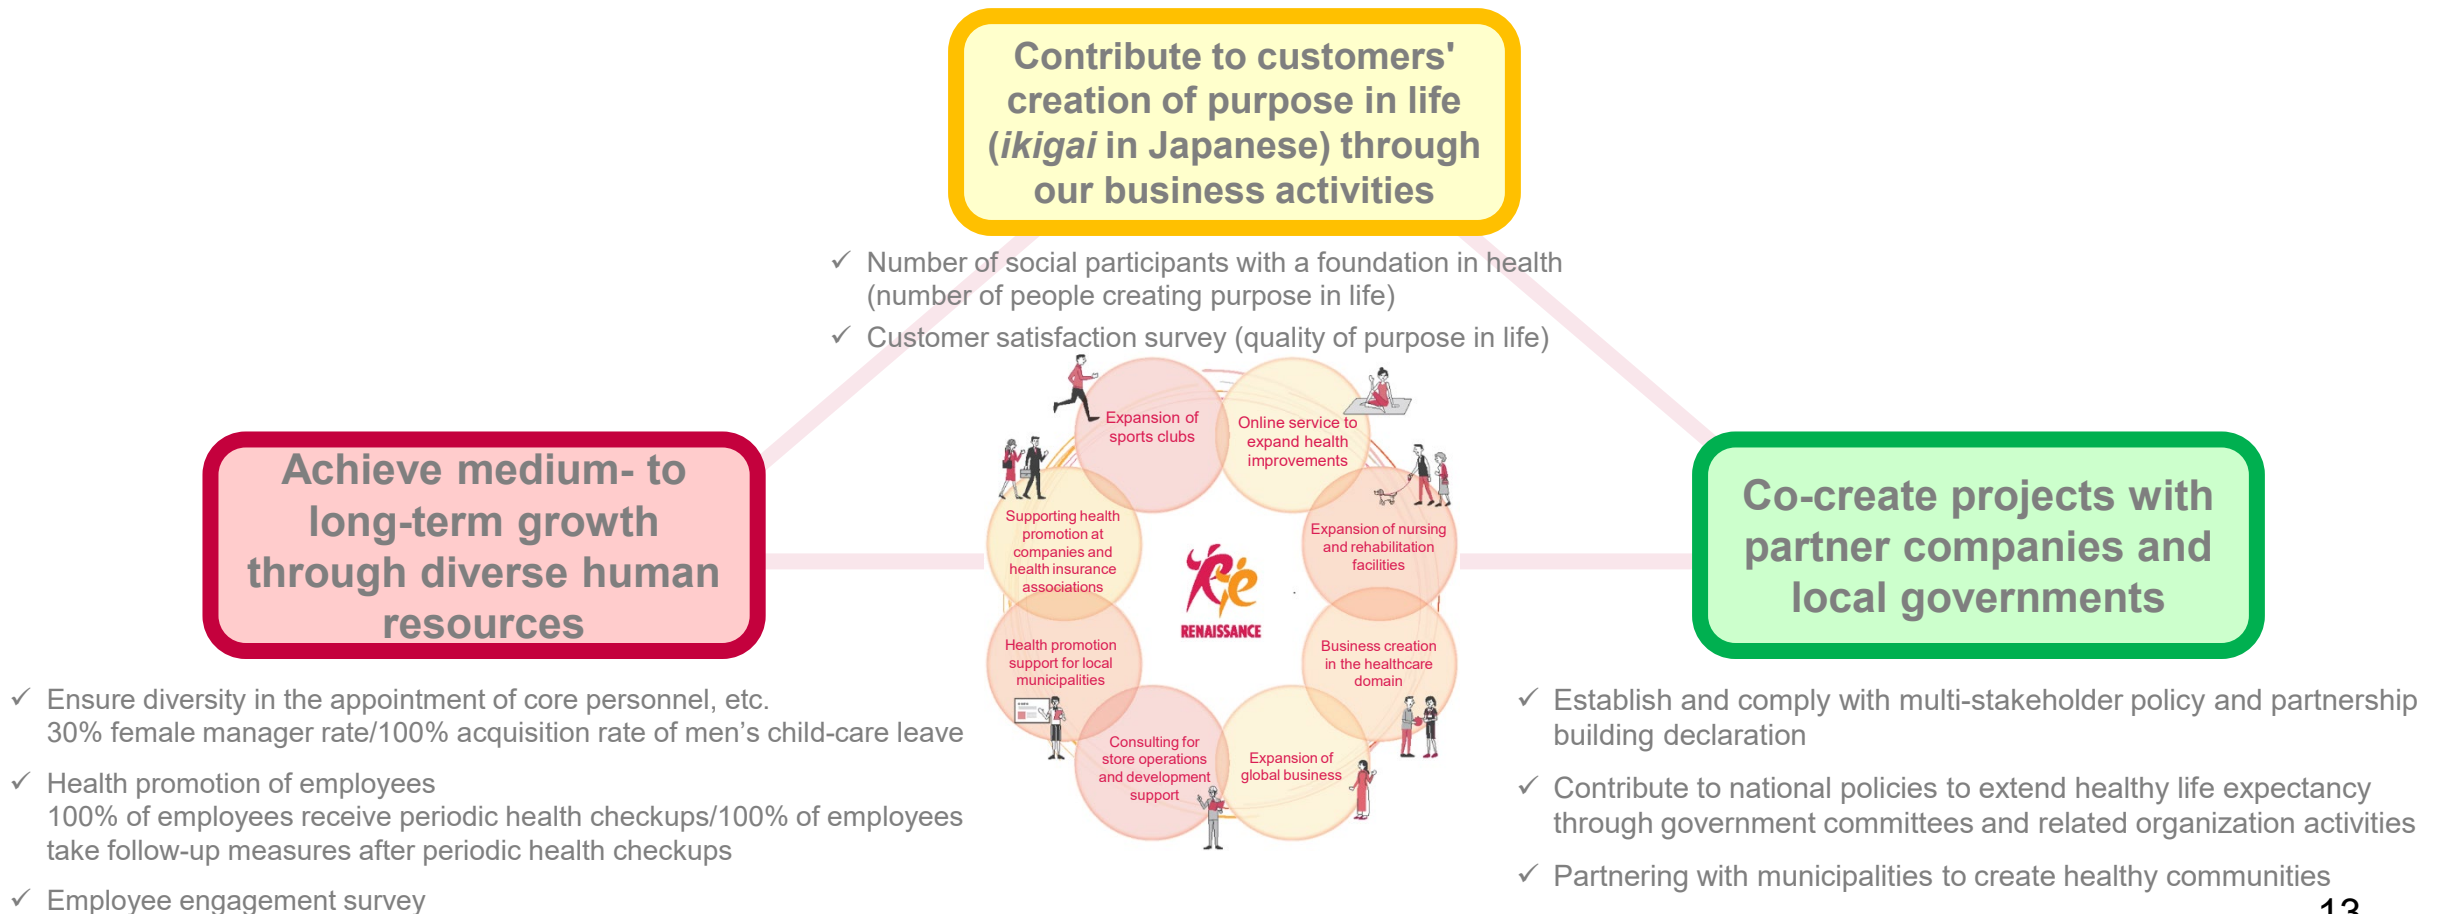 Contribute to customers'
creation of purpose in life
(ikigai in Japanese) through
our business activities
✓ Number of social participants with a foundation in health
(number of people creating purpose in life)
✓ Customer satisfaction survey (quality of purpose in life)
Achieve medium- to
long-term growth
through diverse human
resources
✓ Ensure diversity in the appointment of core personnel, etc.
30% female manager rate/100% acquisition rate of men’s child-care leave
✓ Health promotion of employees
100% of employees receive periodic health checkups/100% of employees
take follow-up measures after periodic health checkups
✓ Employee engagement survey
Expansion of
sports clubs
Online service to
expand health
improvements
Supporting health
promotion at
companies and
health insurance
associations
Expansion of nursing
and rehabilitation
facilities
RENAISSANCE
Health promotion
support for local
municipalities
Business creation
in the healthcare
domain
Consulting for
store operations
and development
support
Expansion of
global business
Co-create projects with
partner companies and
local governments
✓ Establish and comply with multi-stakeholder policy and partnership
building declaration
✓ Contribute to national policies to extend healthy life expectancy
through government committees and related organization activities
✓ Partnering with municipalities to create healthy communities
13